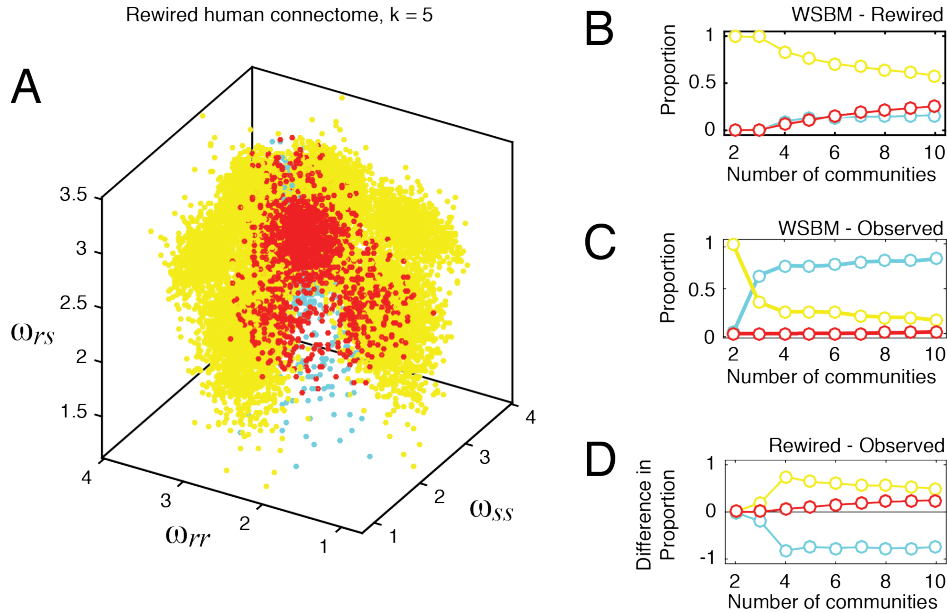 Rewired human connectome, k = 5
A
3.5
3
2.5
2
1.5
ωrs
4
3
2
1
ωrr
1
2
3
4
ωss
B
WSBM - Rewired
Proportion
1
0.5
0
2 4 6 8 10
Number of communities
C
WSBM - Observed
Proportion
1
0.5
0
2 4 6 8 10
Number of communities
D
Rewired - Observed
Difference in
Proportion
1
0
-1
2 4 6 8 10
Number of communities